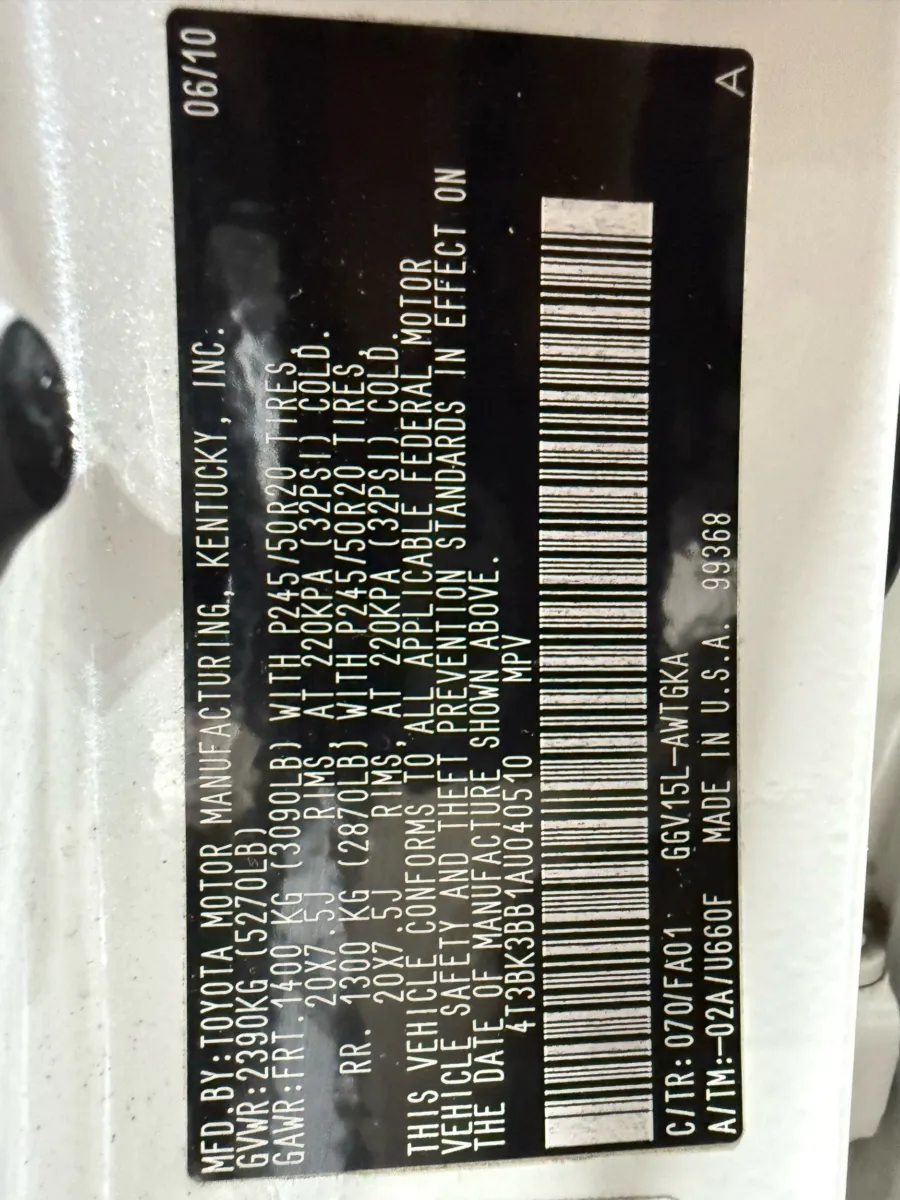 MFD.BY:TOYOTA MOTOR MANUFACTURING, KENTUCKY, INC. 06/10
GVWR:2390KG (5270LB)
GAWR:FRT.1400 KG (3090LB) WITH P245/50R20 TIRES,
20X7.5J RIMS, AT 220KPA (32PSI) COLD.
RR. 1300 KG (2870LB) WITH P245/50R20 TIRES,
20X7.5J RIMS, AT 220KPA (32PSI) COLD.
THIS VEHICLE CONFORMS TO ALL APPLICABLE FEDERAL MOTOR
VEHICLE SAFETY AND THEFT PREVENTION STANDARDS IN EFFECT ON
THE DATE OF MANUFACTURE SHOWN ABOVE.
4T3BK3BB1AU040510 MPV
C/TR: 070/FA01 GGV15L-AWTGKA
A/TM:-02A/U660F MADE IN U.S.A. 99368 A